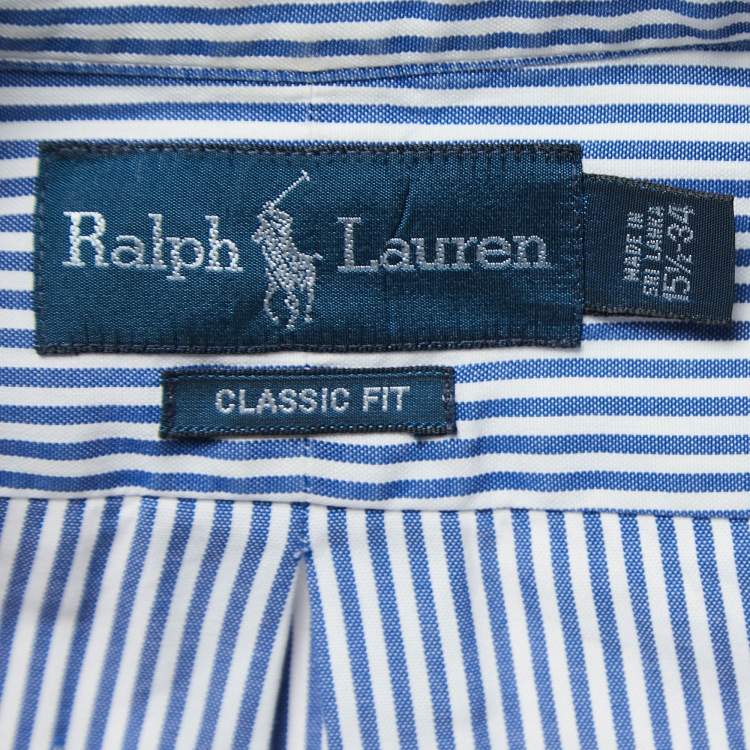 Ralph Lauren
MADE IN
SRI LANKA
15½-34
CLASSIC FIT